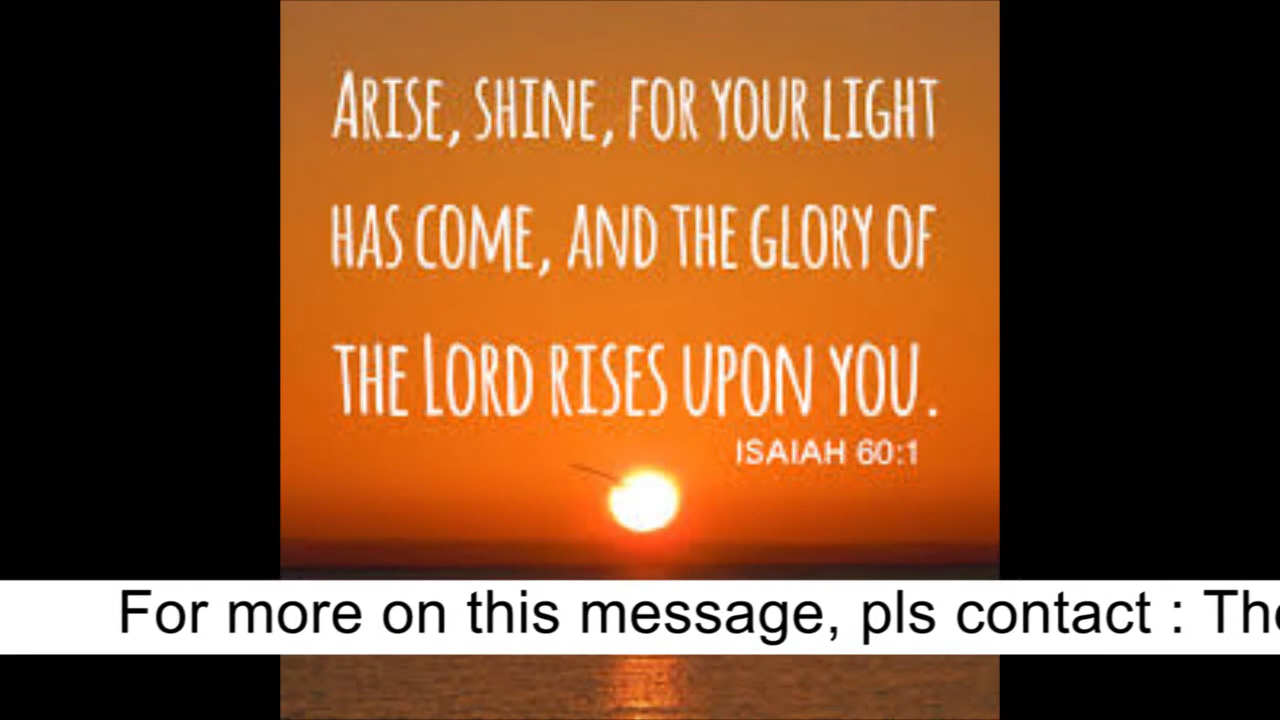 ARISE, SHINE, FOR YOUR LIGHT
HAS COME, AND THE GLORY OF
THE LORD RISES UPON YOU.
ISAIAH 60:1
For more on this message, pls contact :